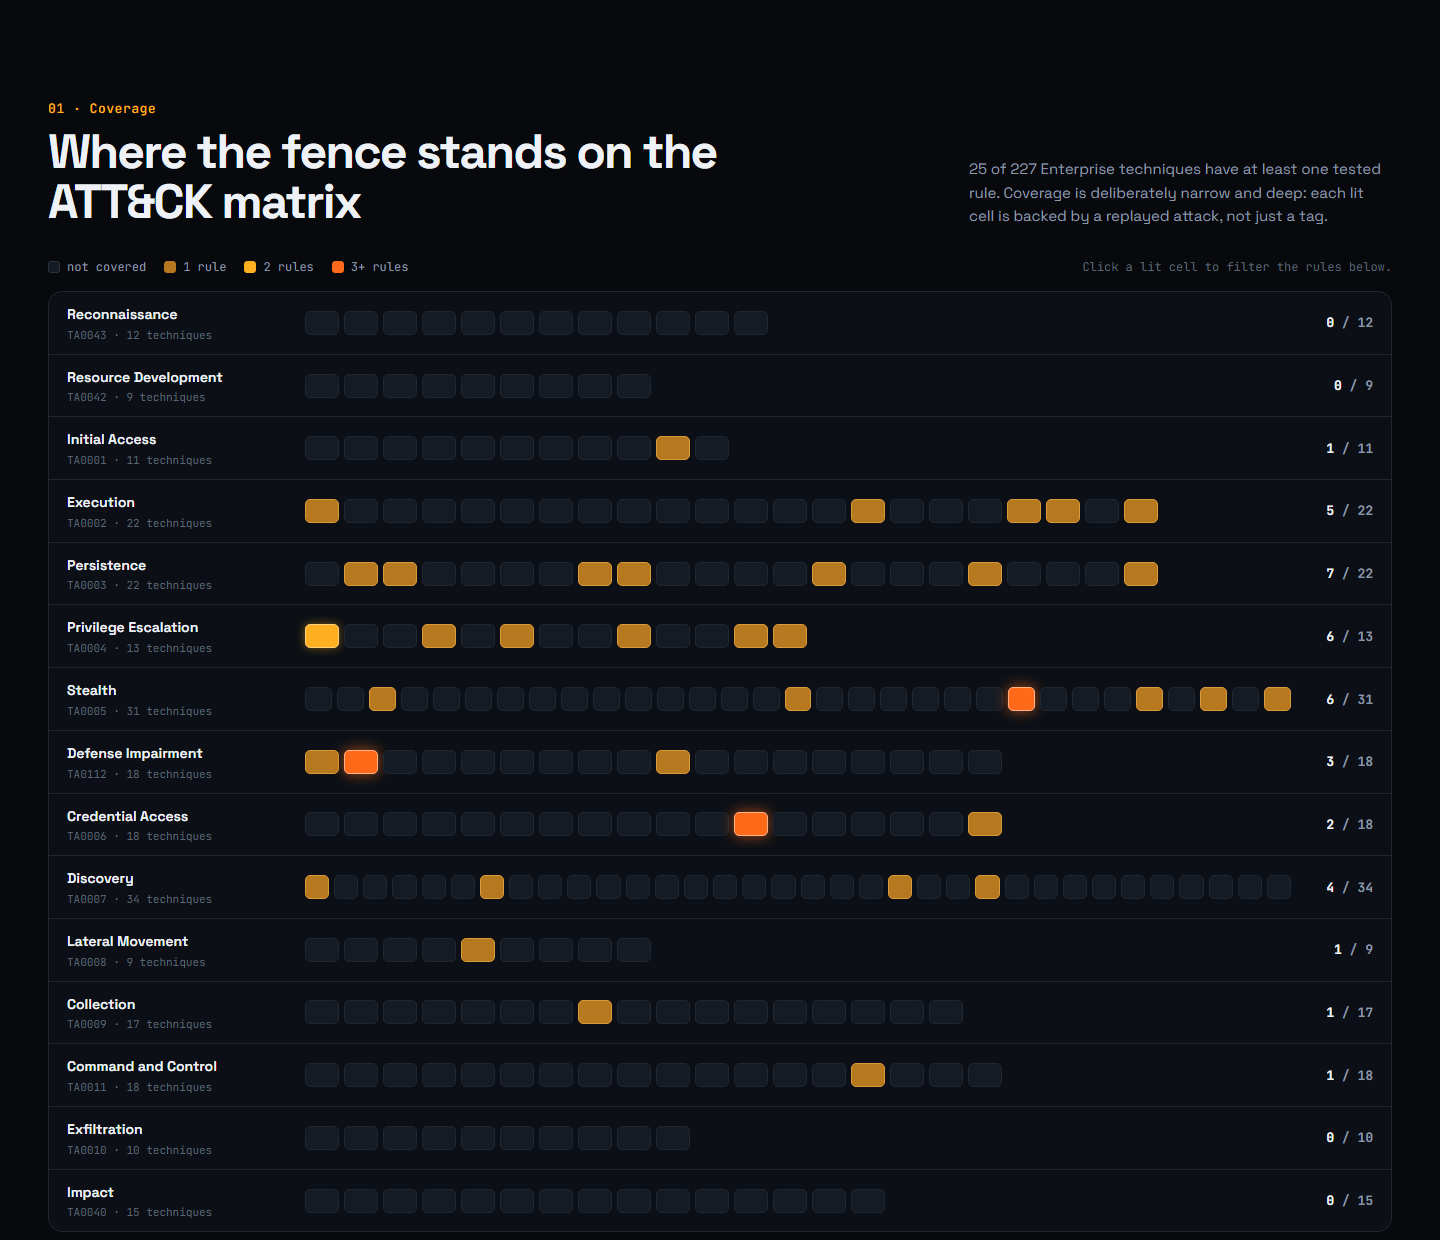 01 · Coverage
Where the fence stands on the
ATT&CK matrix
25 of 227 Enterprise techniques have at least one tested
rule. Coverage is deliberately narrow and deep: each lit
cell is backed by a replayed attack, not just a tag.
not covered 1 rule 2 rules 3+ rules
Click a lit cell to filter the rules below.
Reconnaissance
TA0043 · 12 techniques
0 / 12
Resource Development
TA0042 · 9 techniques
0 / 9
Initial Access
TA0001 · 11 techniques
1 / 11
Execution
TA0002 · 22 techniques
5 / 22
Persistence
TA0003 · 22 techniques
7 / 22
Privilege Escalation
TA0004 · 13 techniques
6 / 13
Stealth
TA0005 · 31 techniques
6 / 31
Defense Impairment
TA0112 · 18 techniques
3 / 18
Credential Access
TA0006 · 18 techniques
2 / 18
Discovery
TA0007 · 34 techniques
4 / 34
Lateral Movement
TA0008 · 9 techniques
1 / 9
Collection
TA0009 · 17 techniques
1 / 17
Command and Control
TA0011 · 18 techniques
1 / 18
Exfiltration
TA0010 · 10 techniques
0 / 10
Impact
TA0040 · 15 techniques
0 / 15